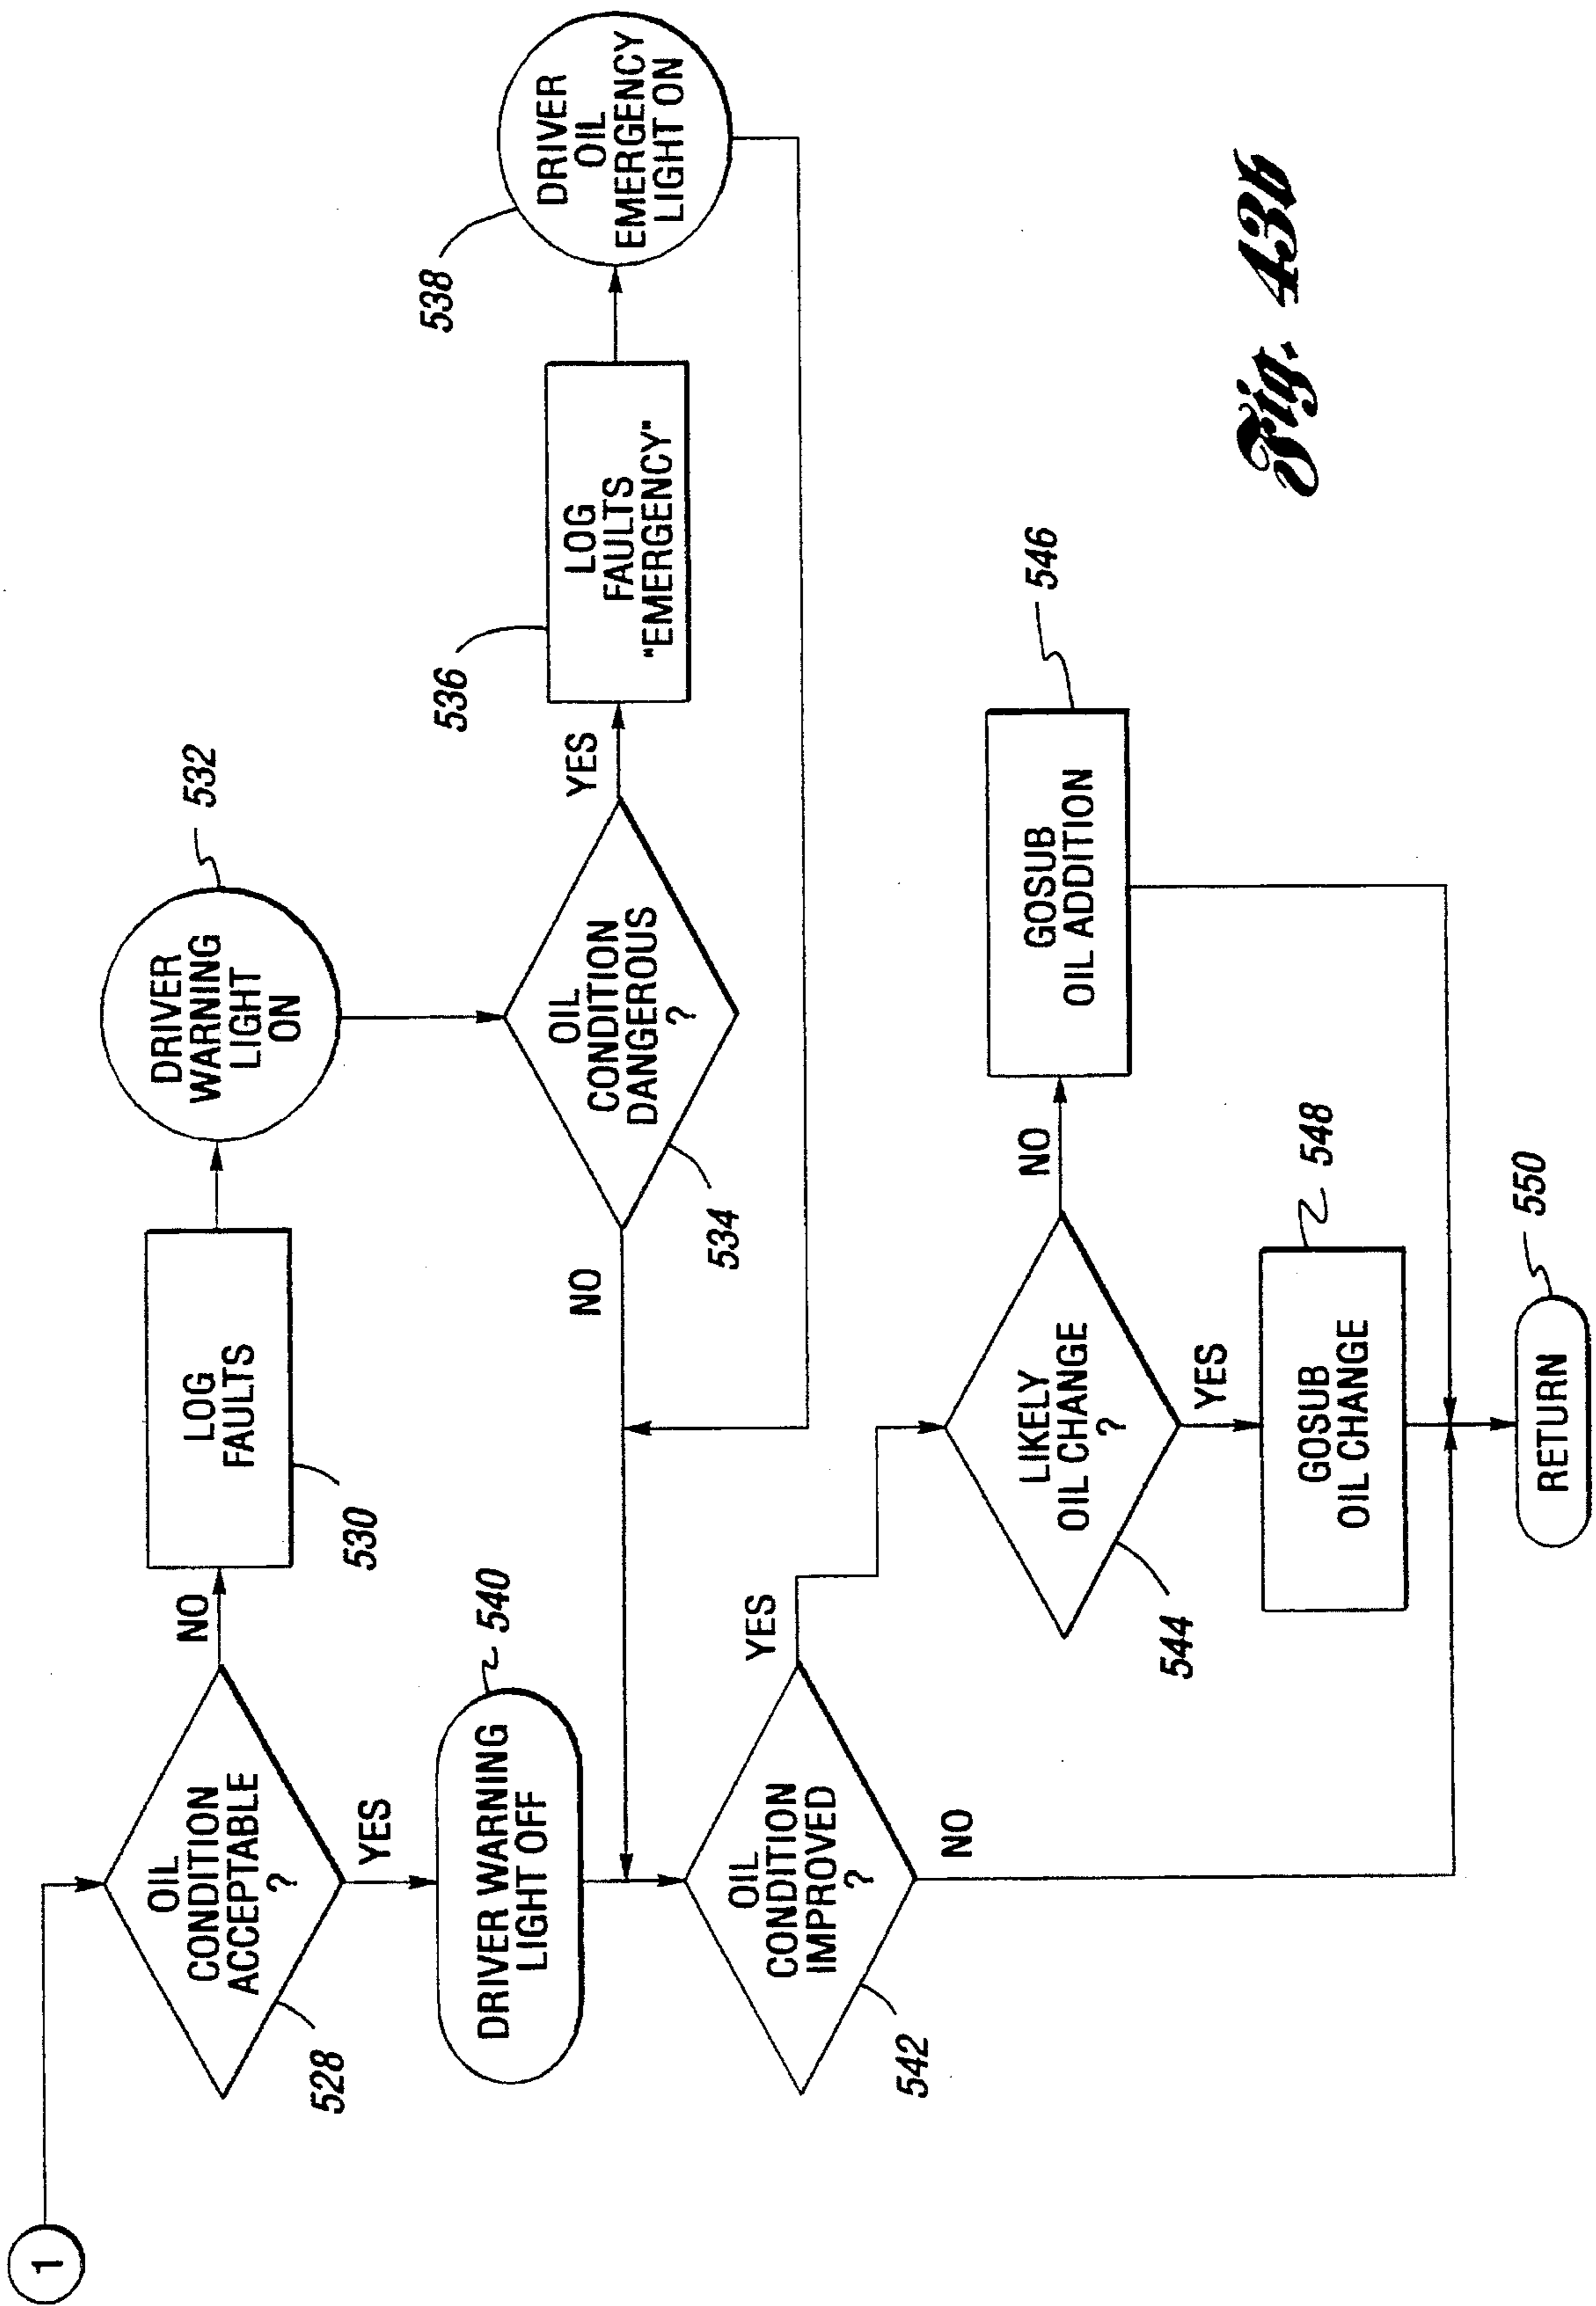 1
OIL
CONDITION
ACCEPTABLE
?
528
NO
LOG
FAULTS
530
DRIVER
WARNING
LIGHT
ON
532
YES
DRIVER WARNING
LIGHT OFF
540
OIL
CONDITION
DANGEROUS
?
534
NO
YES
LOG
FAULTS
"EMERGENCY"
536
DRIVER
OIL
EMERGENCY
LIGHT ON
538
OIL
CONDITION
IMPROVED
?
542
YES
NO
LIKELY
OIL CHANGE
?
544
NO
GOSUB
OIL ADDITION
546
YES
GOSUB
OIL CHANGE
548
RETURN
550
Fig. 43b